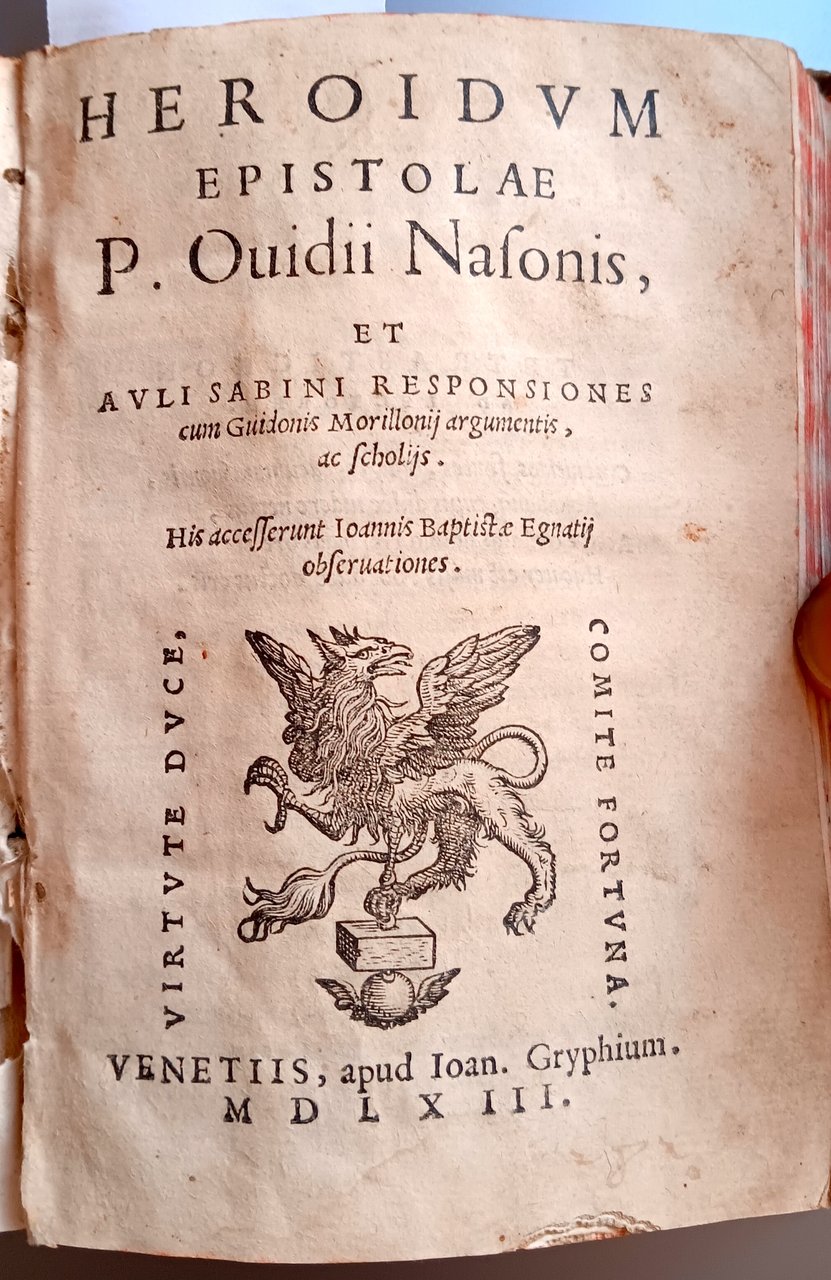 HEROIDVM
EPISTOLAE
P. Ouidii Naſonis,
ET
AVLI SABINI RESPONSIONES
cum Guidonis Morillonij argumentis,
ac ſcholijs.
His acceſſerunt Ioannis Baptiſtæ Egnatij
obſeruationes.
VIRTVTE DVCE,
COMITE FORTVNA.
VENETIIS, apud Ioan. Gryphium.
MDLXIII.